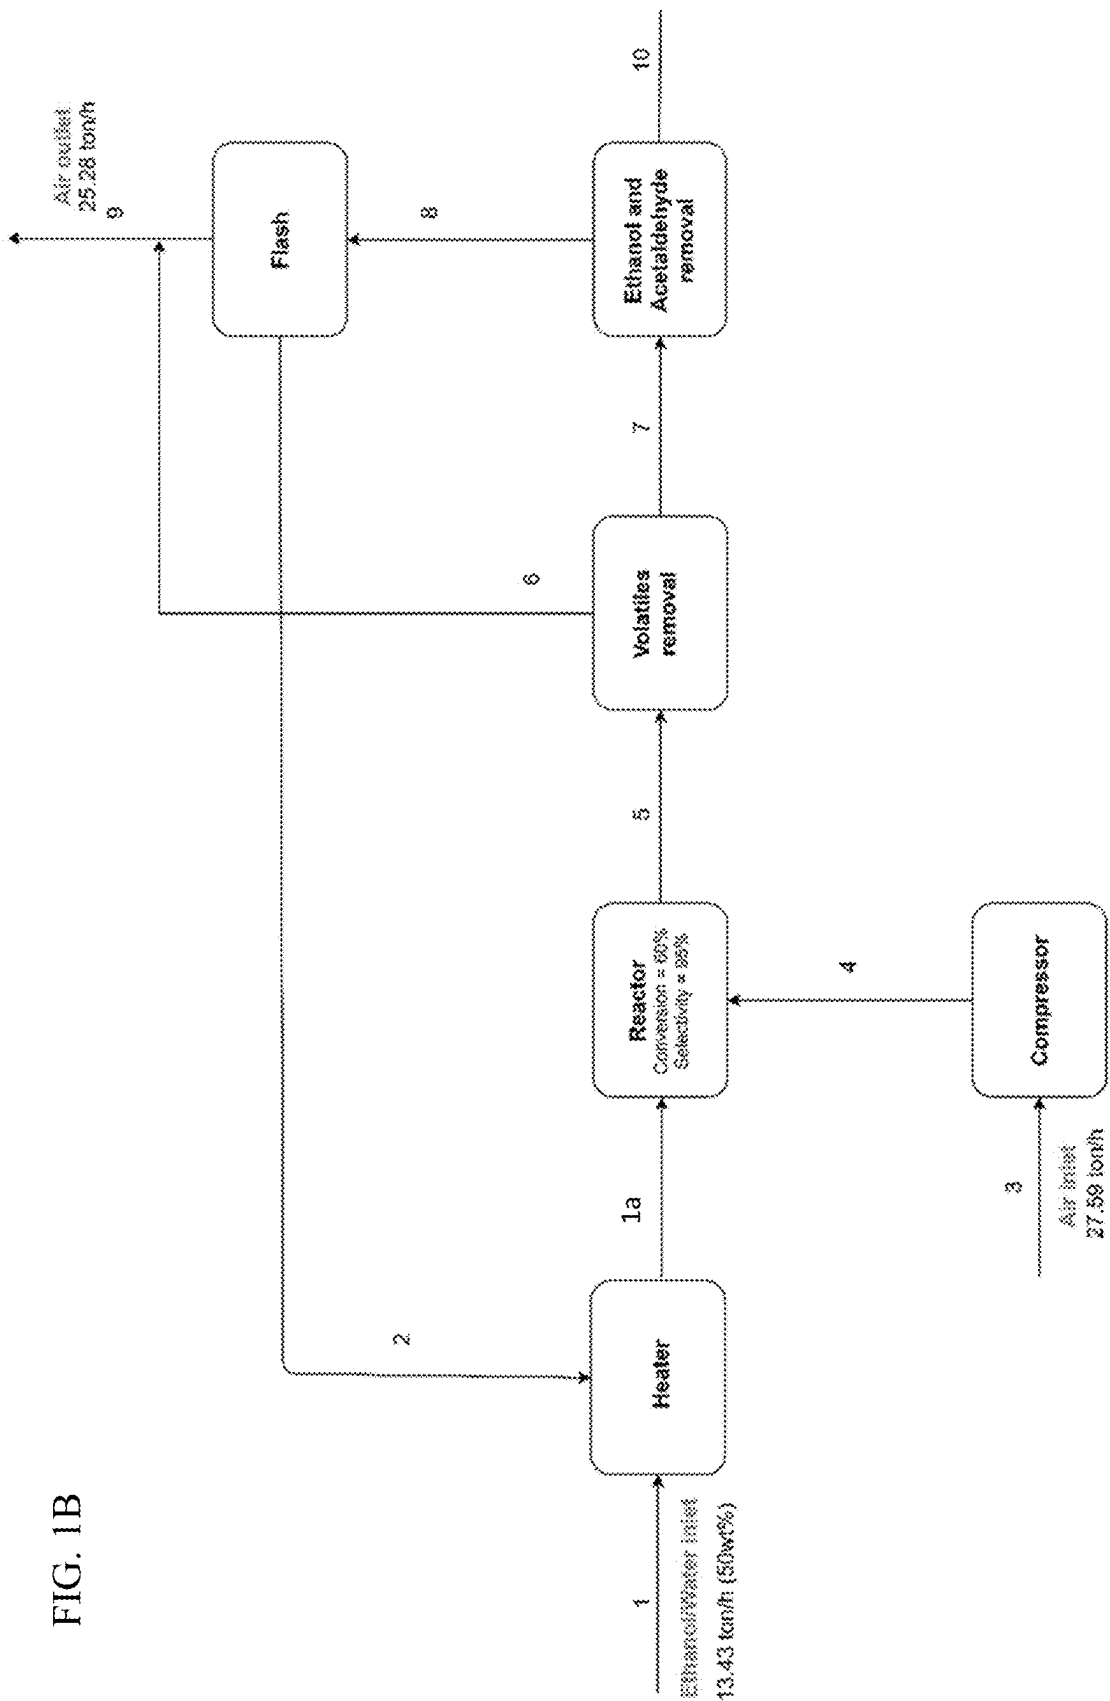 FIG. 1B
1
Ethanol/Water inlet
13.43 ton/h (50wt%)
Heater
2
1a
3
Air inlet
27.59 ton/h
Compressor
4
Reactor
Conversion = 60%
Selectivity =
5
Volatiles
removal
6
7
Ethanol and
Acetaldehyde
removal
8
Flash
9
Air outlet
25.28 ton/h
10